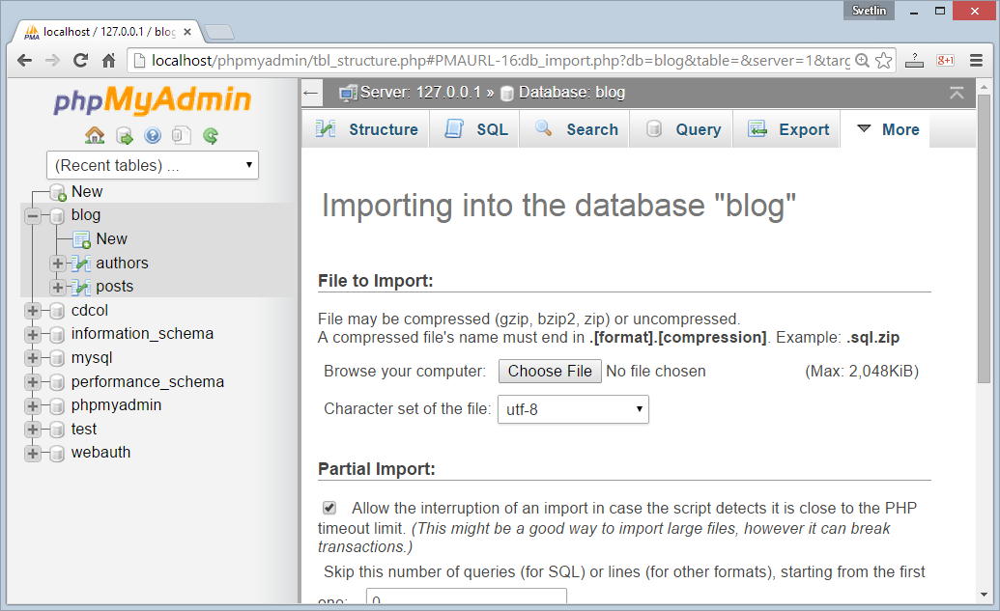 Svetlin
localhost / 127.0.0.1 / blog
localhost/phpmyadmin/tbl_structure.php#PMAURL-16:db_import.php?db=blog&table=&server=1&targ
phpMyAdmin
(Recent tables) ...
New
blog
New
authors
posts
cdcol
information_schema
mysql
performance_schema
phpmyadmin
test
webauth
Server: 127.0.0.1 » Database: blog
Structure SQL Search Query Export More
Importing into the database "blog"
File to Import:
File may be compressed (gzip, bzip2, zip) or uncompressed.
A compressed file's name must end in .[format].[compression]. Example: .sql.zip
Browse your computer: Choose File No file chosen (Max: 2,048KiB)
Character set of the file: utf-8
Partial Import:
Allow the interruption of an import in case the script detects it is close to the PHP
timeout limit. (This might be a good way to import large files, however it can break
transactions.)
Skip this number of queries (for SQL) or lines (for other formats), starting from the first
one: 0